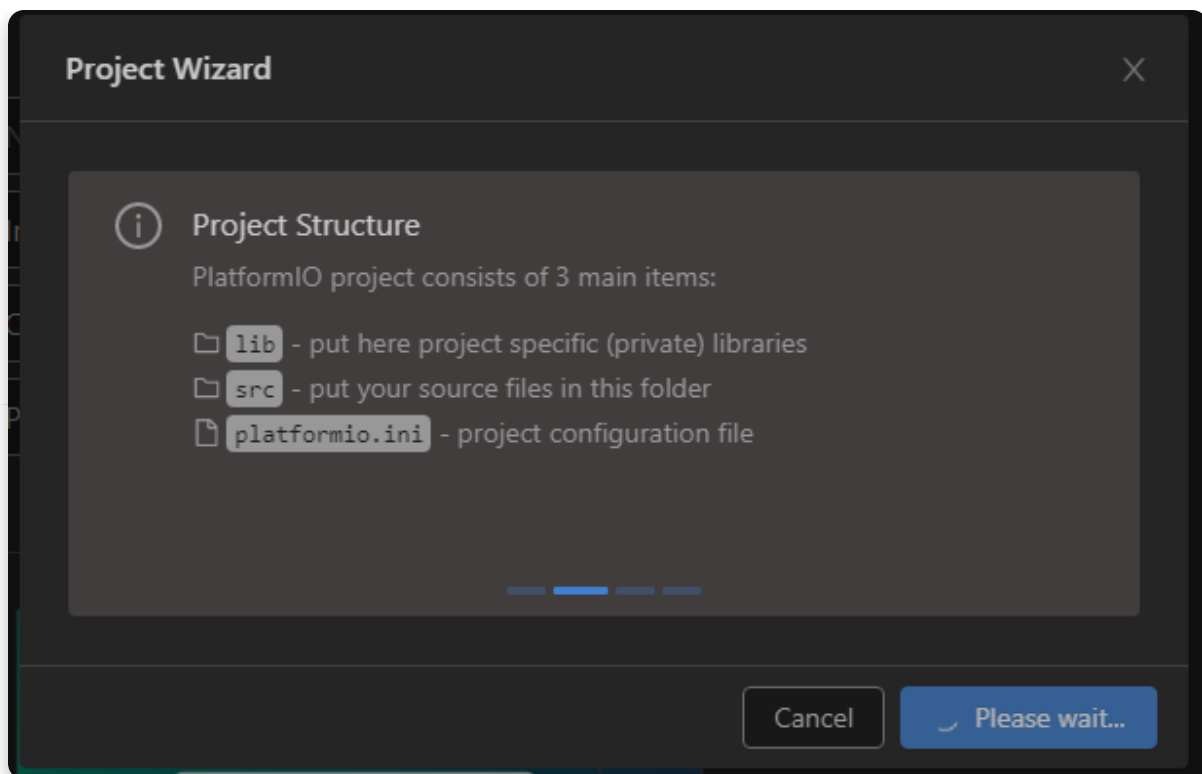 Project Wizard
Project Structure
PlatformIO project consists of 3 main items:
lib - put here project specific (private) libraries
src - put your source files in this folder
platformio.ini - project configuration file
Cancel
Please wait...